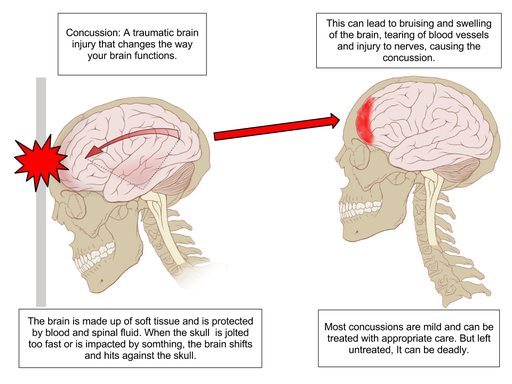 Concussion: A traumatic brain
injury that changes the way
your brain functions.
This can lead to bruising and swelling
of the brain, tearing of blood vessels
and injury to nerves, causing the
concussion.
The brain is made up of soft tissue and is protected
by blood and spinal fluid. When the skull is jolted
too fast or is impacted by somthing, the brain shifts
and hits against the skull.
Most concussions are mild and can be
treated with appropriate care. But left
untreated, It can be deadly.